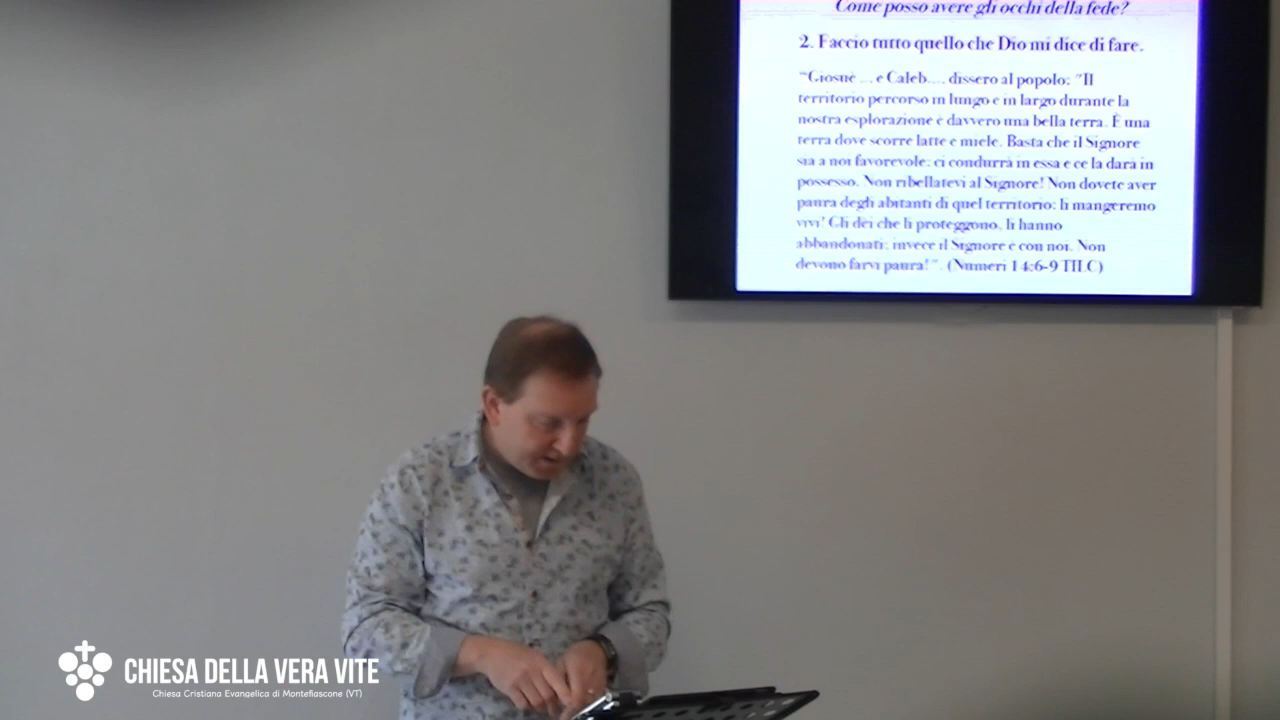 Come posso avere gli occhi della fede?
2. Faccio tutto quello che Dio mi dice di fare.
"Giosuè ... e Caleb.... dissero al popolo: "Il
territorio percorso in lungo e in largo durante la
nostra esplorazione è davvero una bella terra. È una
terra dove scorre latte e miele. Basta che il Signore
sia a noi favorevole: ci condurrà in essa e ce la darà in
possesso. Non ribellatevi al Signore! Non dovete aver
paura degli abitanti di quel territorio: li mangeremo
vivi! Gli dèi che li proteggono, li hanno
abbandonati; invece il Signore è con noi. Non
devono farvi paura!". (Numeri 14:6-9 TILC)
CHIESA DELLA VERA VITE
Chiesa Cristiana Evangelica di Montefiascone (VT)